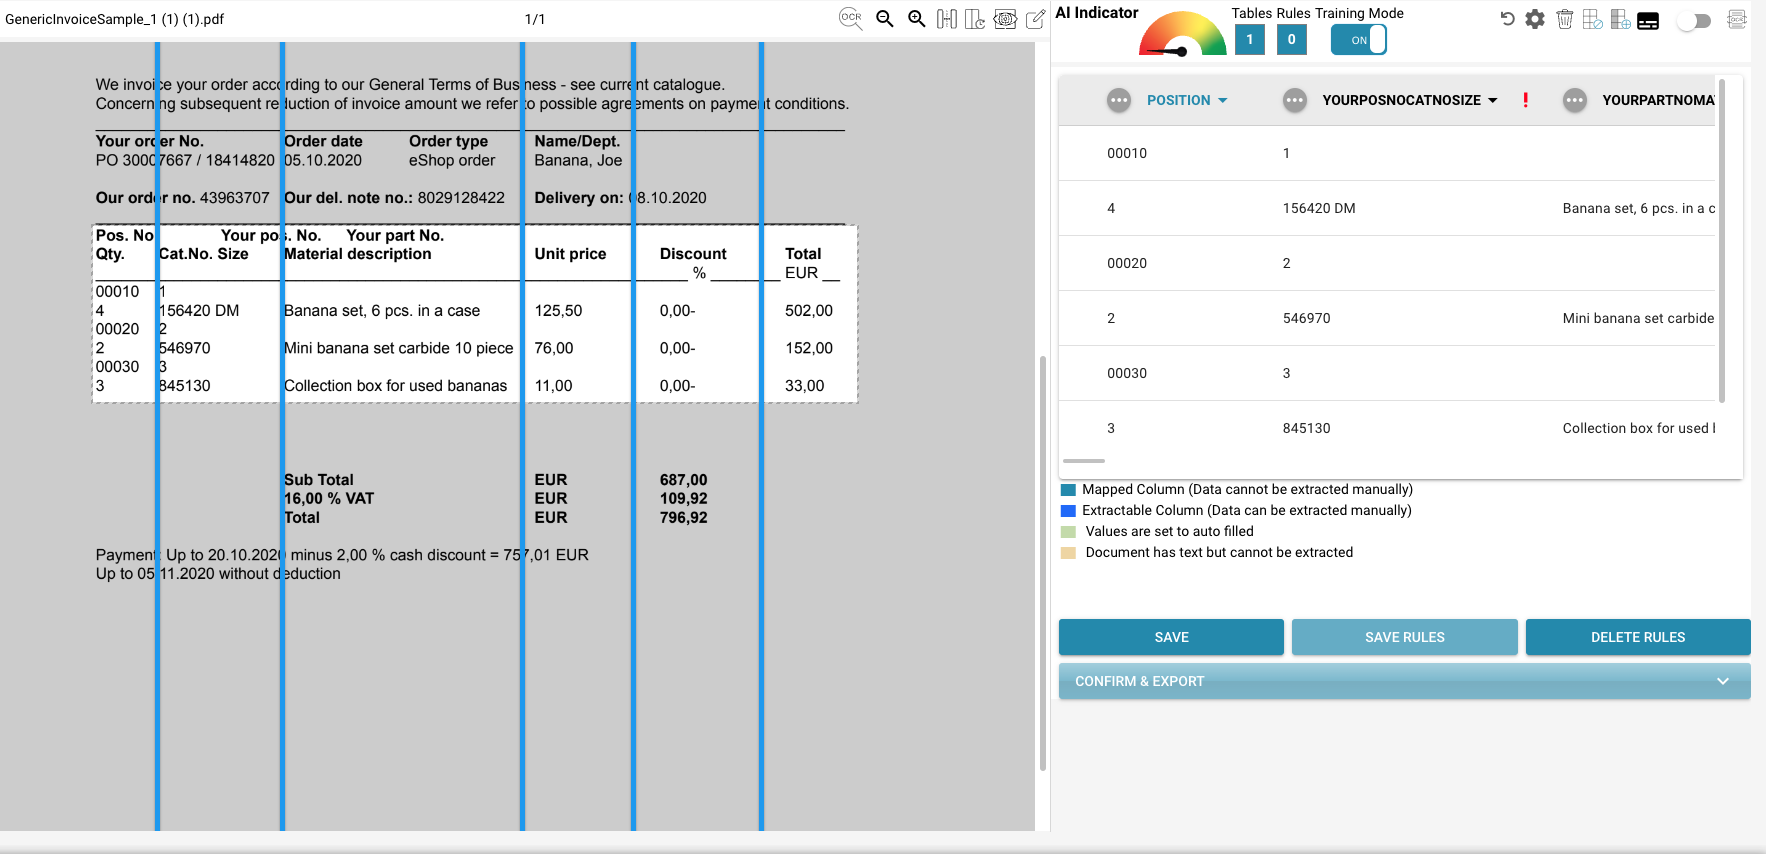 GenericInvoiceSample_1 (1) (1).pdf
1/1
OCR
We invoice your order according to our General Terms of Business - see current catalogue.
Concerning subsequent reduction of invoice amount we refer to possible agreements on payment conditions.
Your order No. Order date Order type Name/Dept.
PO 30007667 / 18414820 05.10.2020 eShop order Banana, Joe
Our order no. 43963707 Our del. note no.: 8029128422 Delivery on: 08.10.2020
Pos. No Your pos. No. Your part No.
Qty. Cat.No. Size Material description Unit price Discount Total
% EUR
00010 1
4 156420 DM Banana set, 6 pcs. in a case 125,50 0,00- 502,00
00020 2
2 546970 Mini banana set carbide 10 piece 76,00 0,00- 152,00
00030 3
3 845130 Collection box for used bananas 11,00 0,00- 33,00
Sub Total EUR 687,00
16,00 % VAT EUR 109,92
Total EUR 796,92
Payment: Up to 20.10.2020 minus 2,00 % cash discount = 757,01 EUR
Up to 05.11.2020 without deduction
AI Indicator
Tables Rules Training Mode
1 0 ON
POSITION YOURPOSNOCATNOSIZE ! YOURPARTNOMA
00010 1
4 156420 DM Banana set, 6 pcs. in a c
00020 2
2 546970 Mini banana set carbide
00030 3
3 845130 Collection box for used
Mapped Column (Data cannot be extracted manually)
Extractable Column (Data can be extracted manually)
Values are set to auto filled
Document has text but cannot be extracted
SAVE SAVE RULES DELETE RULES
CONFIRM & EXPORT